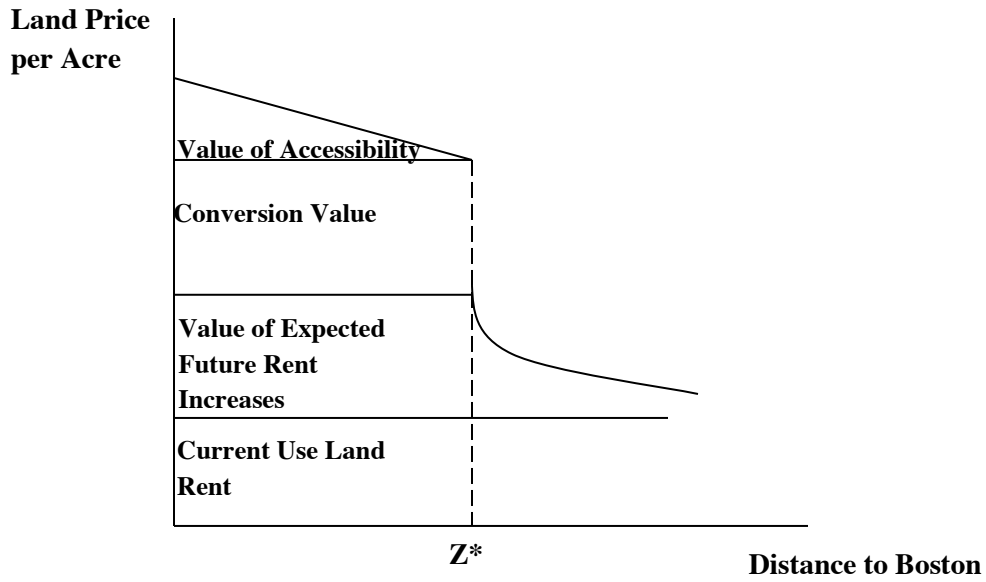 Land Price
per Acre
Value of Accessibility
Conversion Value
Value of Expected
Future Rent
Increases
Current Use Land
Rent
Z*
Distance to Boston